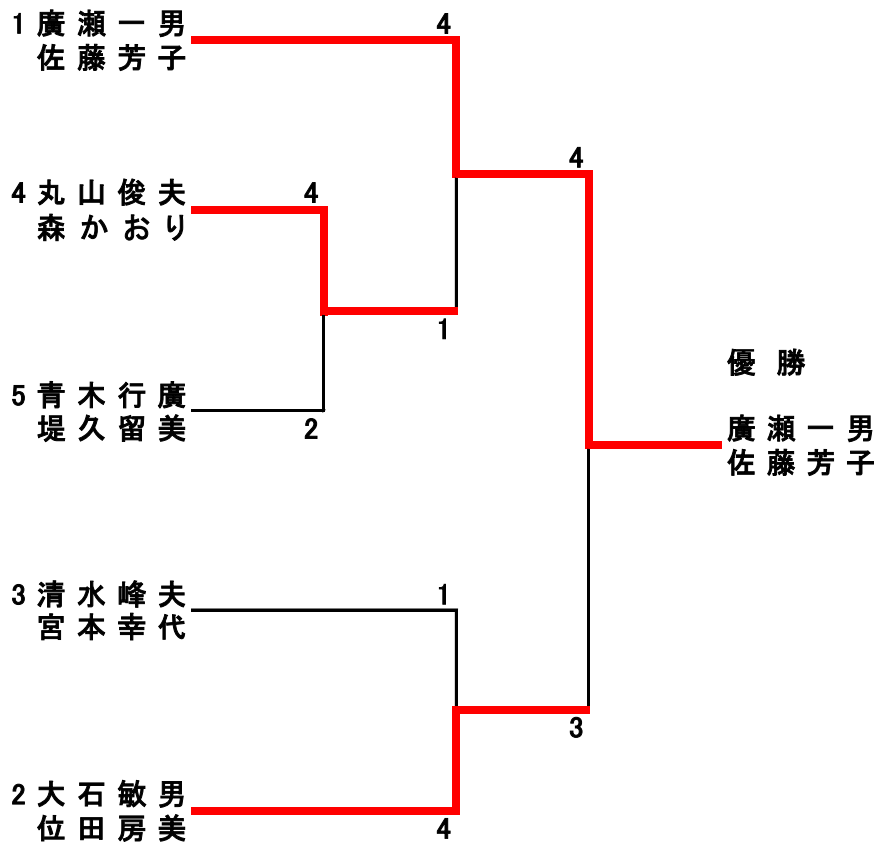 1 廣瀬一男 4
佐藤芳子
4
4 丸山俊夫 4
森かおり
1
優勝
5 青木行廣
堤久留美 2
廣瀬一男
佐藤芳子
3 清水峰夫 1
宮本幸代
3
2 大石敏男
位田房美 4